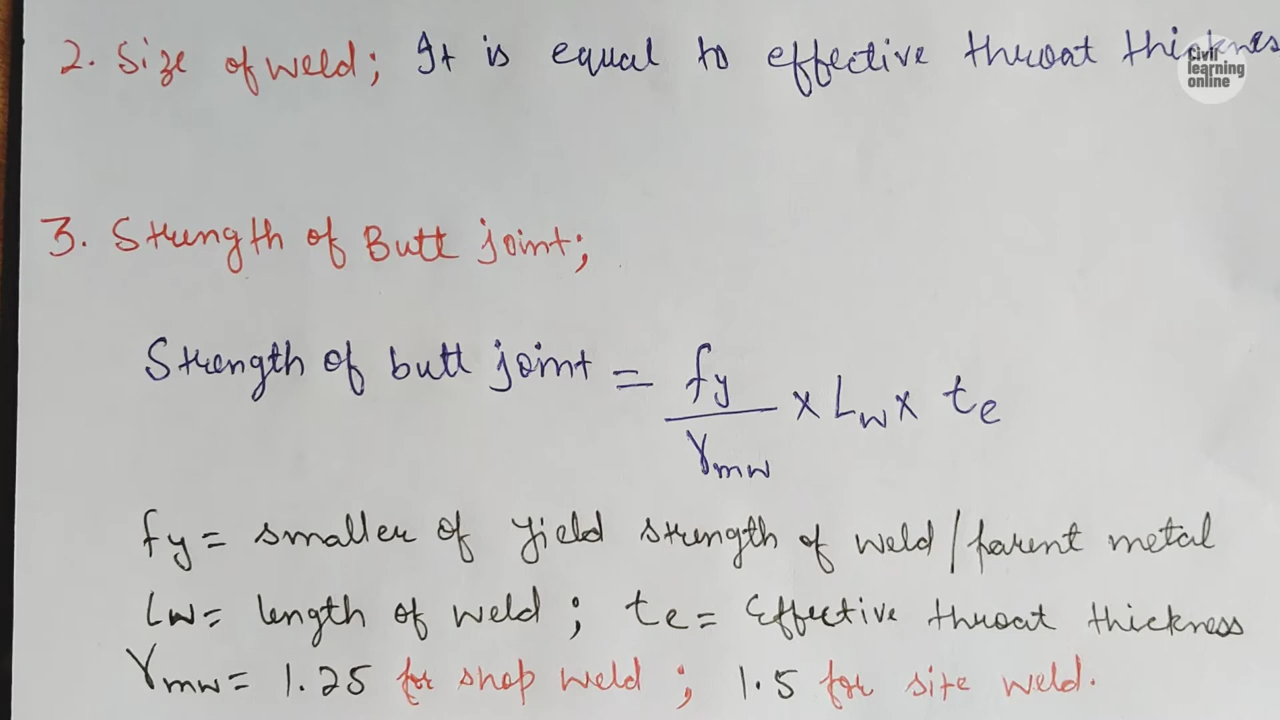 2. Size of weld; It is equal to effective throat thicknes
Civil
learning
online
3. Strength of Butt joint;
Strength of butt joint = fy / γmw × Lw × te
fy = smaller of yield strength of weld/parent metal
Lw = length of weld; te = Effective throat thickness
γmw = 1.25 for shop weld; 1.5 for site weld.